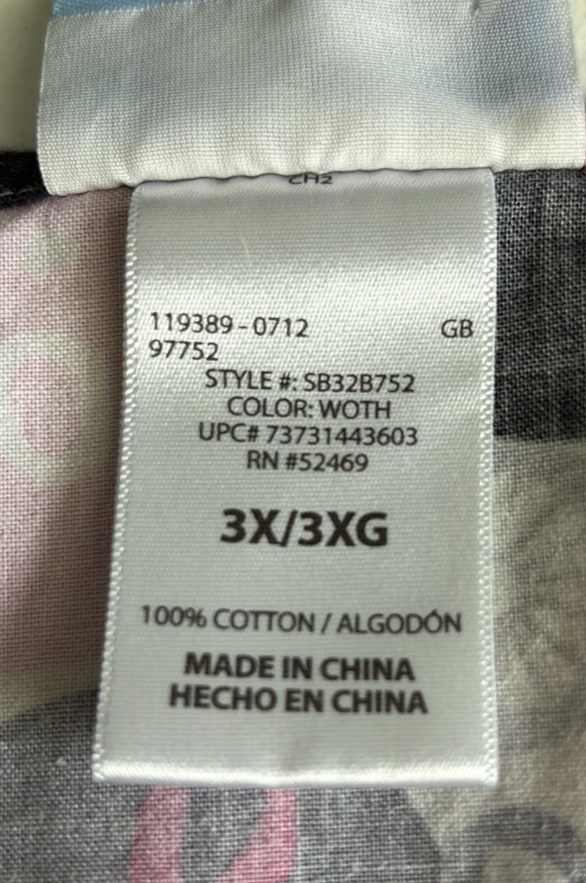 CH2
119389-0712 GB
97752
STYLE #: SB32B752
COLOR: WOTH
UPC# 73731443603
RN #52469
3X/3XG
100% COTTON / ALGODÓN
MADE IN CHINA
HECHO EN CHINA